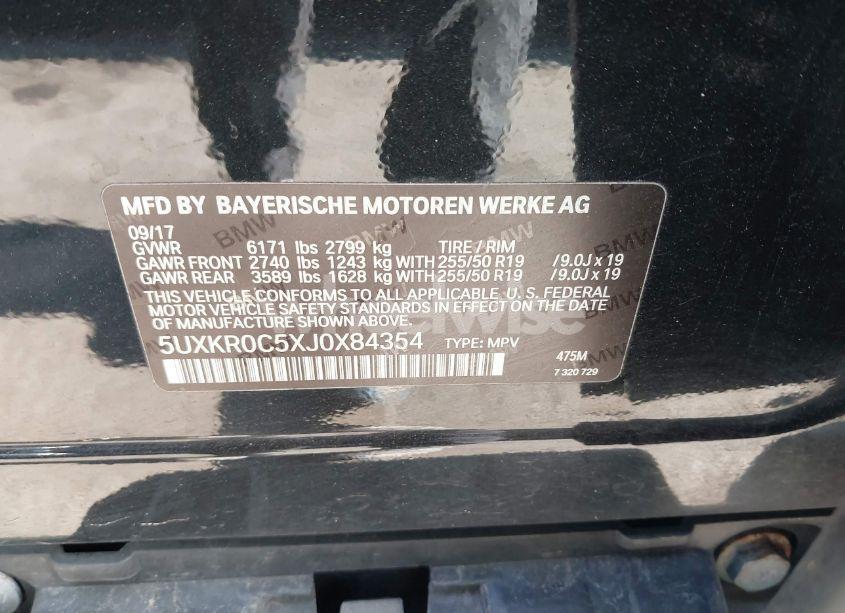 MFD BY BAYERISCHE MOTOREN WERKE AG
09/17
GVWR 6171 lbs 2799 kg TIRE / RIM
GAWR FRONT 2740 lbs 1243 kg WITH 255/50 R19 /9.0J x 19
GAWR REAR 3589 lbs 1628 kg WITH 255/50 R19 /9.0J x 19
THIS VEHICLE CONFORMS TO ALL APPLICABLE U. S. FEDERAL
MOTOR VEHICLE SAFETY STANDARDS IN EFFECT ON THE DATE
OF MANUFACTURE SHOWN ABOVE.
5UXKR0C5XJ0X84354 TYPE: MPV 475M
7 320 729